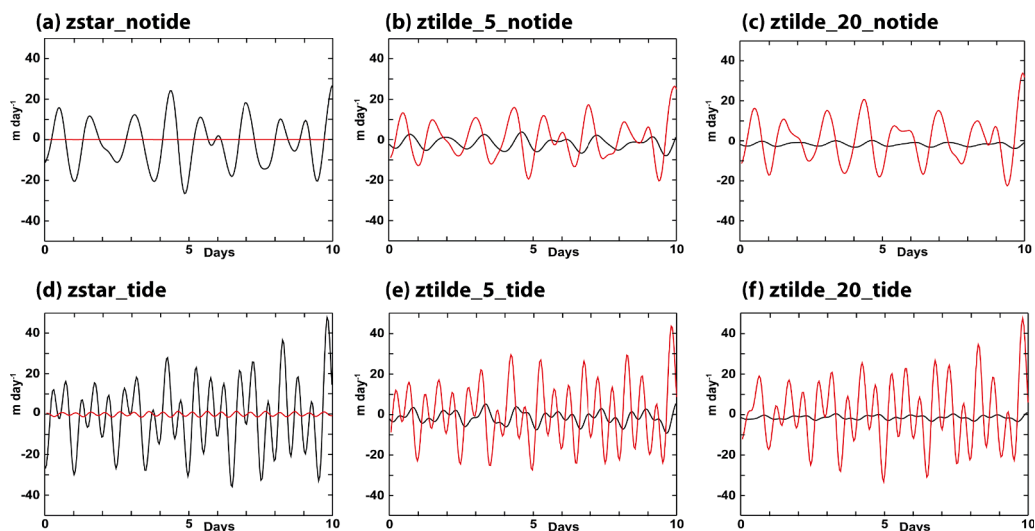 (a) zstar_notide
(b) ztilde_5_notide
(c) ztilde_20_notide
40
20
0
-20
-40
m day-1
0
5
10
Days
40
20
0
-20
-40
m day-1
0
5
10
Days
40
20
0
-20
-40
m day-1
0
5
10
Days
(d) zstar_tide
(e) ztilde_5_tide
(f) ztilde_20_tide
40
20
0
-20
-40
m day-1
0
5
10
Days
40
20
0
-20
-40
m day-1
0
5
10
Days
40
20
0
-20
-40
m day-1
0
5
10
Days